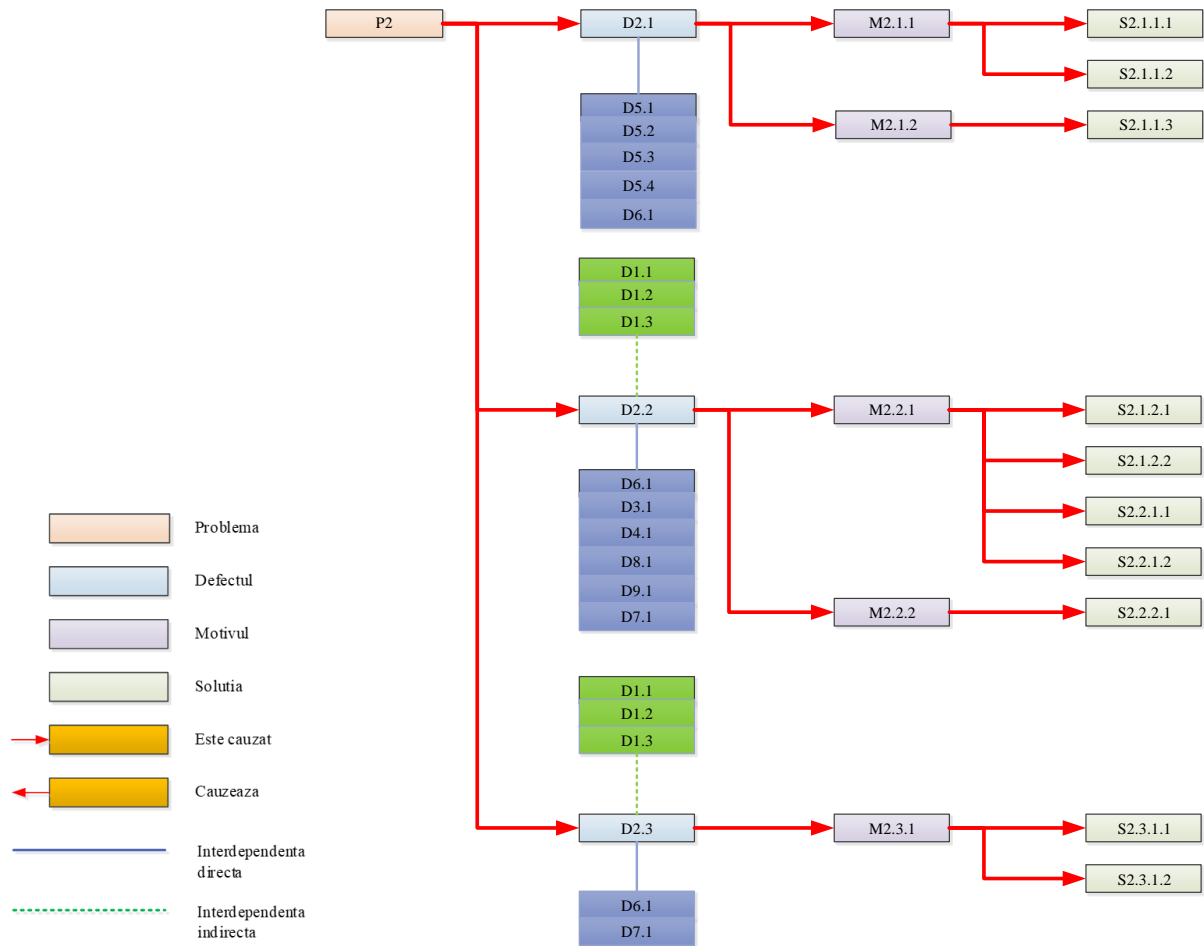 P2
D2.1
M2.1.1
S2.1.1.1
S2.1.1.2
D5.1
D5.2
D5.3
D5.4
D6.1
M2.1.2
S2.1.1.3
D1.1
D1.2
D1.3
D2.2
M2.2.1
S2.1.2.1
S2.1.2.2
S2.2.1.1
S2.2.1.2
D6.1
D3.1
D4.1
D8.1
D9.1
D7.1
M2.2.2
S2.2.2.1
D1.1
D1.2
D1.3
D2.3
M2.3.1
S2.3.1.1
S2.3.1.2
D6.1
D7.1
Problema
Defectul
Motivul
Solutia
Este cauzat
Cauzeaza
Interdependenta
directa
Interdependenta
indirecta